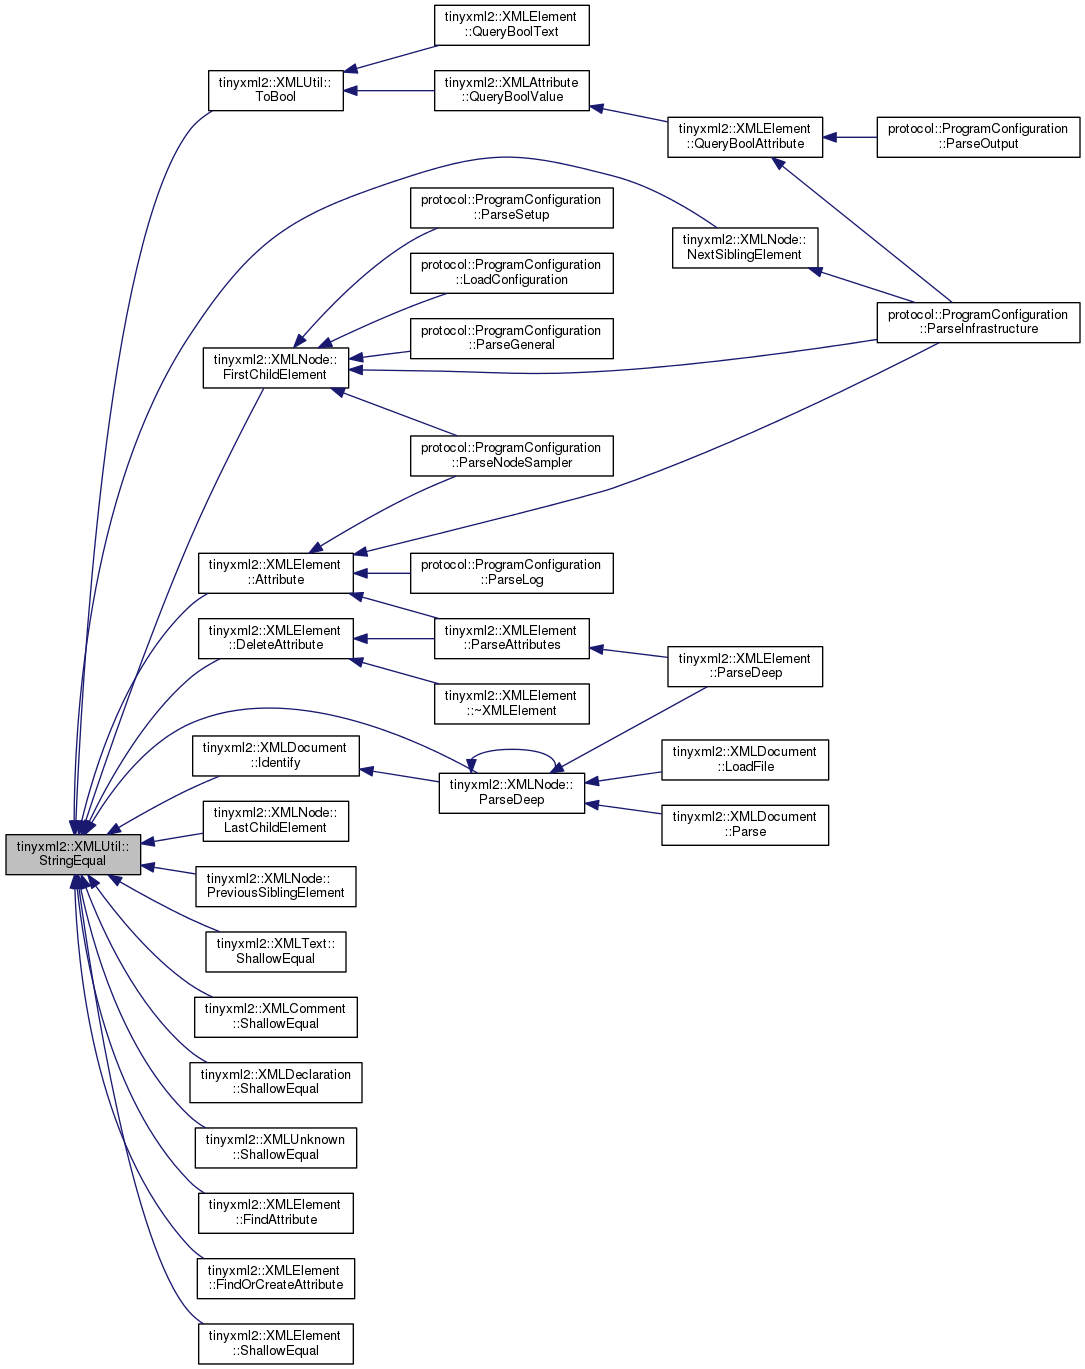 tinyxml2::XMLElement
::QueryBoolText
tinyxml2::XMLUtil::
ToBool
tinyxml2::XMLAttribute
::QueryBoolValue
tinyxml2::XMLElement
::QueryBoolAttribute
protocol::ProgramConfiguration
::ParseOutput
protocol::ProgramConfiguration
::ParseSetup
tinyxml2::XMLNode::
NextSiblingElement
protocol::ProgramConfiguration
::LoadConfiguration
protocol::ProgramConfiguration
::ParseInfrastructure
protocol::ProgramConfiguration
::ParseGeneral
tinyxml2::XMLNode::
FirstChildElement
protocol::ProgramConfiguration
::ParseNodeSampler
tinyxml2::XMLElement
::Attribute
protocol::ProgramConfiguration
::ParseLog
tinyxml2::XMLElement
::DeleteAttribute
tinyxml2::XMLElement
::ParseAttributes
tinyxml2::XMLElement
::ParseDeep
tinyxml2::XMLElement
::~XMLElement
tinyxml2::XMLDocument
::Identify
tinyxml2::XMLNode::
ParseDeep
tinyxml2::XMLDocument
::LoadFile
tinyxml2::XMLDocument
::Parse
tinyxml2::XMLNode::
LastChildElement
tinyxml2::XMLUtil::
StringEqual
tinyxml2::XMLNode::
PreviousSiblingElement
tinyxml2::XMLText::
ShallowEqual
tinyxml2::XMLComment
::ShallowEqual
tinyxml2::XMLDeclaration
::ShallowEqual
tinyxml2::XMLUnknown
::ShallowEqual
tinyxml2::XMLElement
::FindAttribute
tinyxml2::XMLElement
::FindOrCreateAttribute
tinyxml2::XMLElement
::ShallowEqual